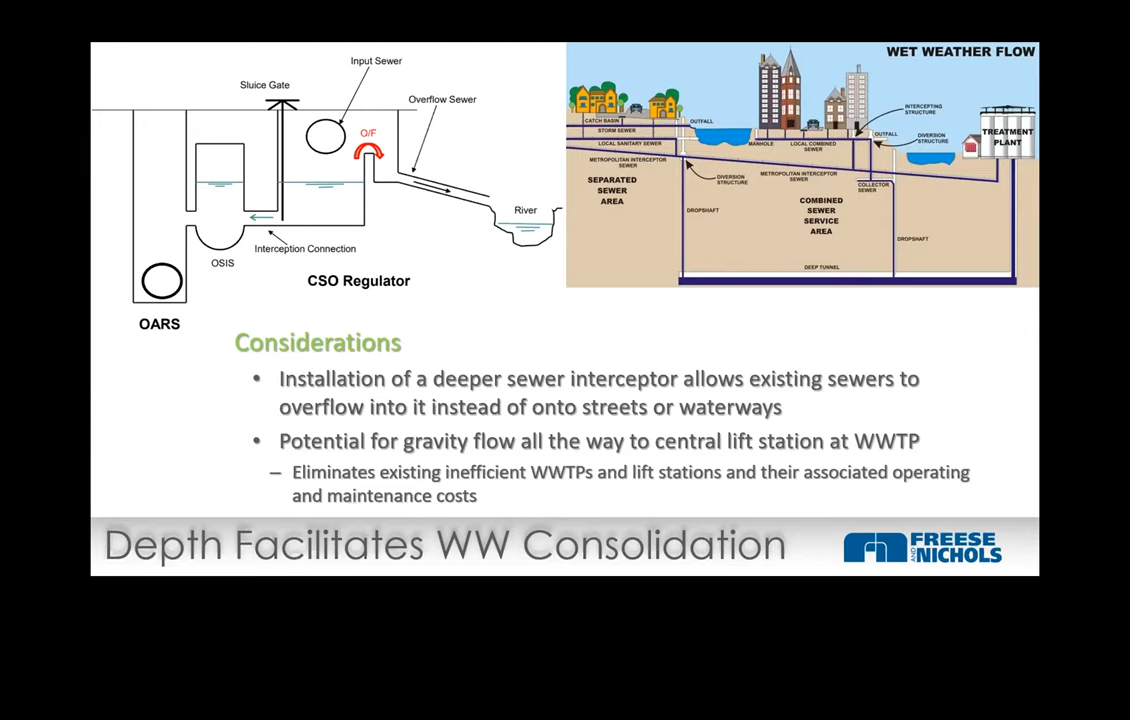 Sluice Gate
Input Sewer
Overflow Sewer
O/F
River
Interception Connection
OSIS
CSO Regulator
OARS
WET WEATHER FLOW
INTERCEPTING
STRUCTURE
CATCH BASIN
OUTFALL
STORM SEWER
OUTFALL
DIVERSION
STRUCTURE
TREATMENT
PLANT
LOCAL SANITARY SEWER
MANHOLE
LOCAL COMBINED
SEWER
METROPOLITAN INTERCEPTOR
SEWER
SEPARATED
SEWER
AREA
DIVERSION
STRUCTURE
METROPOLITAN INTERCEPTOR
SEWER
COLLECTOR
SEWER
COMBINED
SEWER
SERVICE
AREA
DROPSHAFT
DROPSHAFT
DEEP TUNNEL
Considerations
• Installation of a deeper sewer interceptor allows existing sewers to
overflow into it instead of onto streets or waterways
• Potential for gravity flow all the way to central lift station at WWTP
– Eliminates existing inefficient WWTPs and lift stations and their associated operating
and maintenance costs
Depth Facilitates WW Consolidation
FREESE
AND NICHOLS